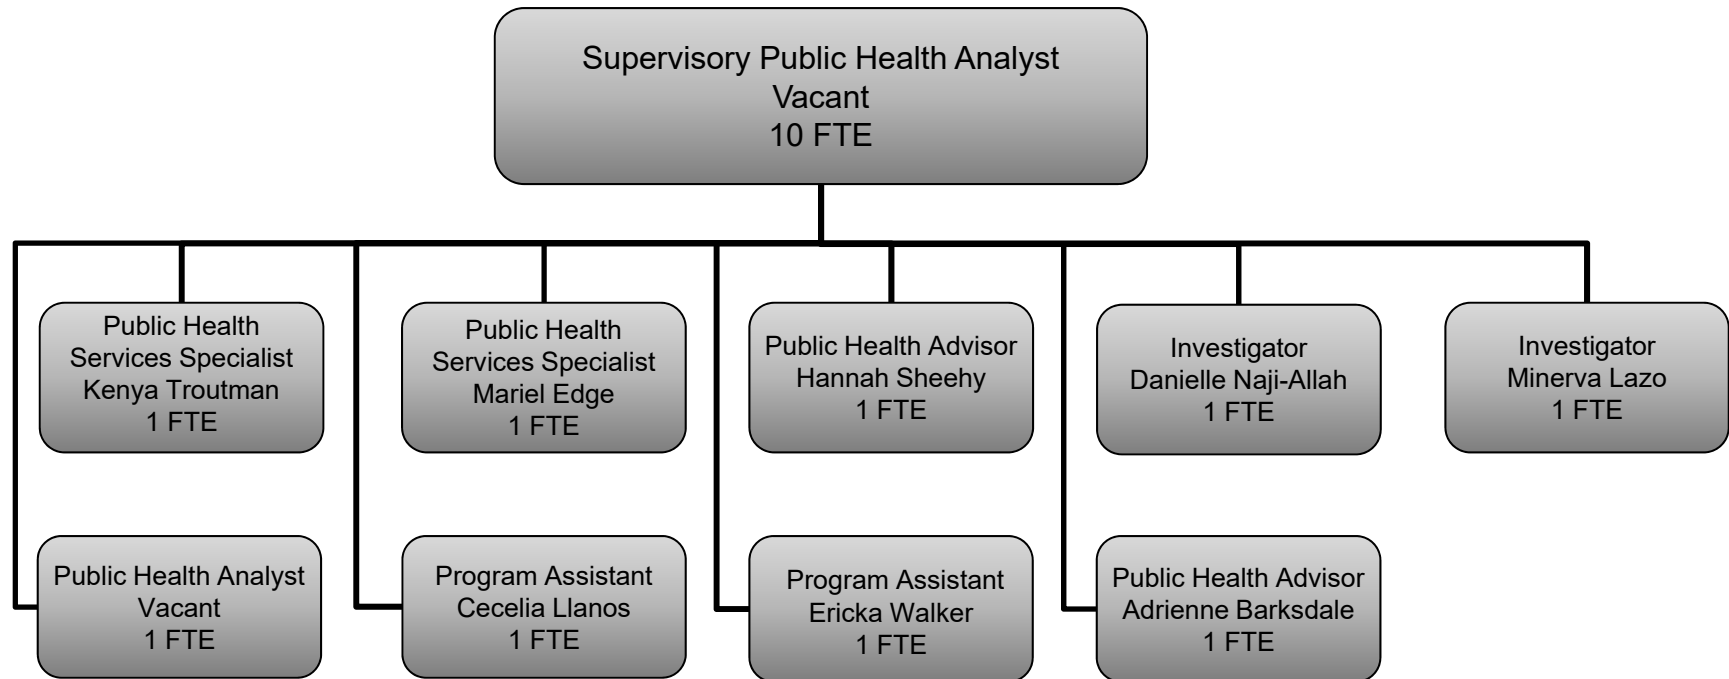 Supervisory Public Health Analyst
Vacant
10 FTE
Public Health
Services Specialist
Kenya Troutman
1 FTE
Public Health
Services Specialist
Mariel Edge
1 FTE
Public Health Advisor
Hannah Sheehy
1 FTE
Investigator
Danielle Naji-Allah
1 FTE
Investigator
Minerva Lazo
1 FTE
Public Health Analyst
Vacant
1 FTE
Program Assistant
Cecelia Llanos
1 FTE
Program Assistant
Ericka Walker
1 FTE
Public Health Advisor
Adrienne Barksdale
1 FTE